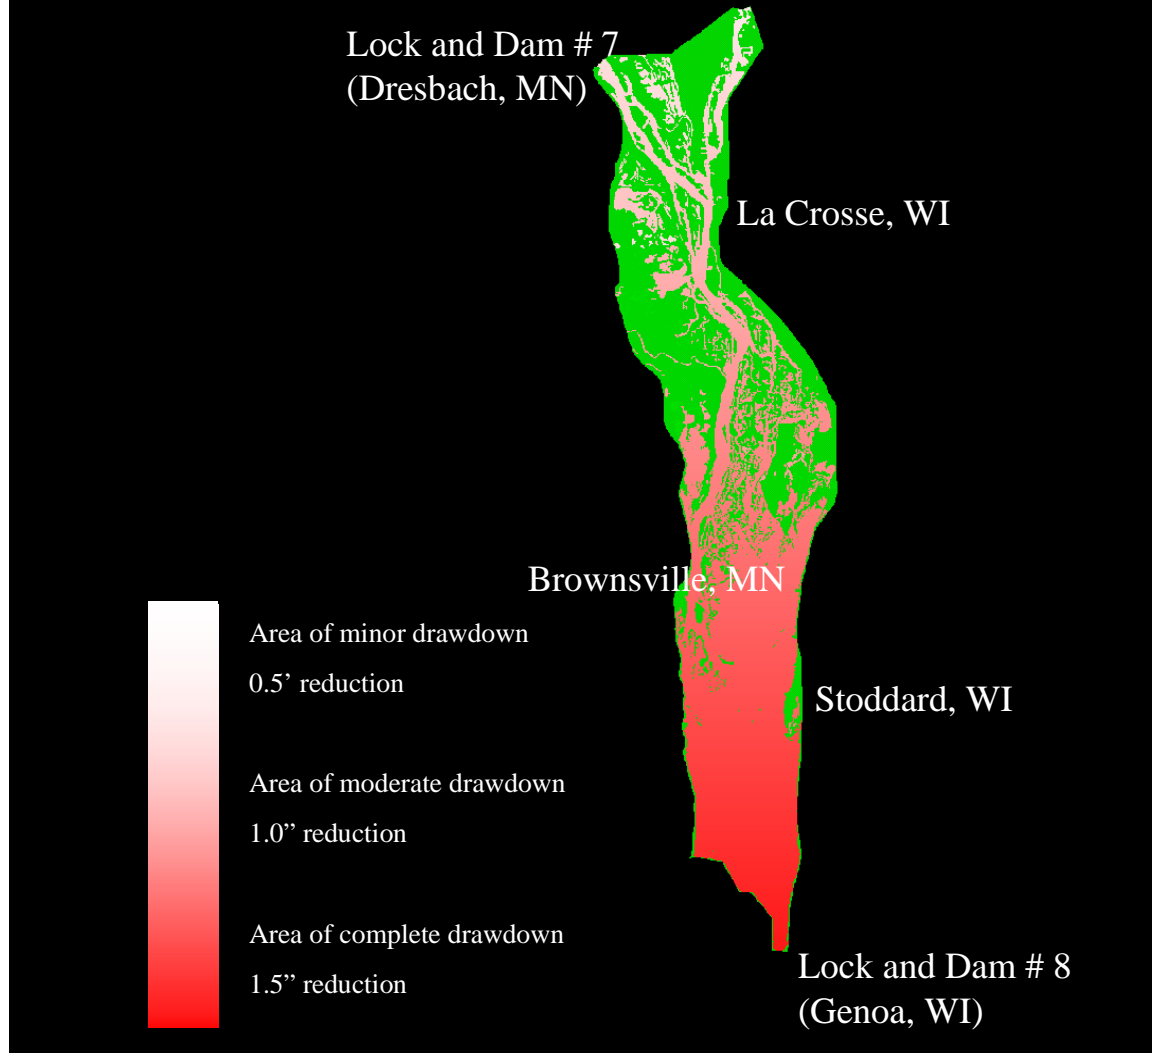 Lock and Dam # 7
(Dresbach, MN)
La Crosse, WI
Brownsville, MN
Area of minor drawdown
0.5’ reduction
Stoddard, WI
Area of moderate drawdown
1.0” reduction
Area of complete drawdown
1.5” reduction
Lock and Dam # 8
(Genoa, WI)